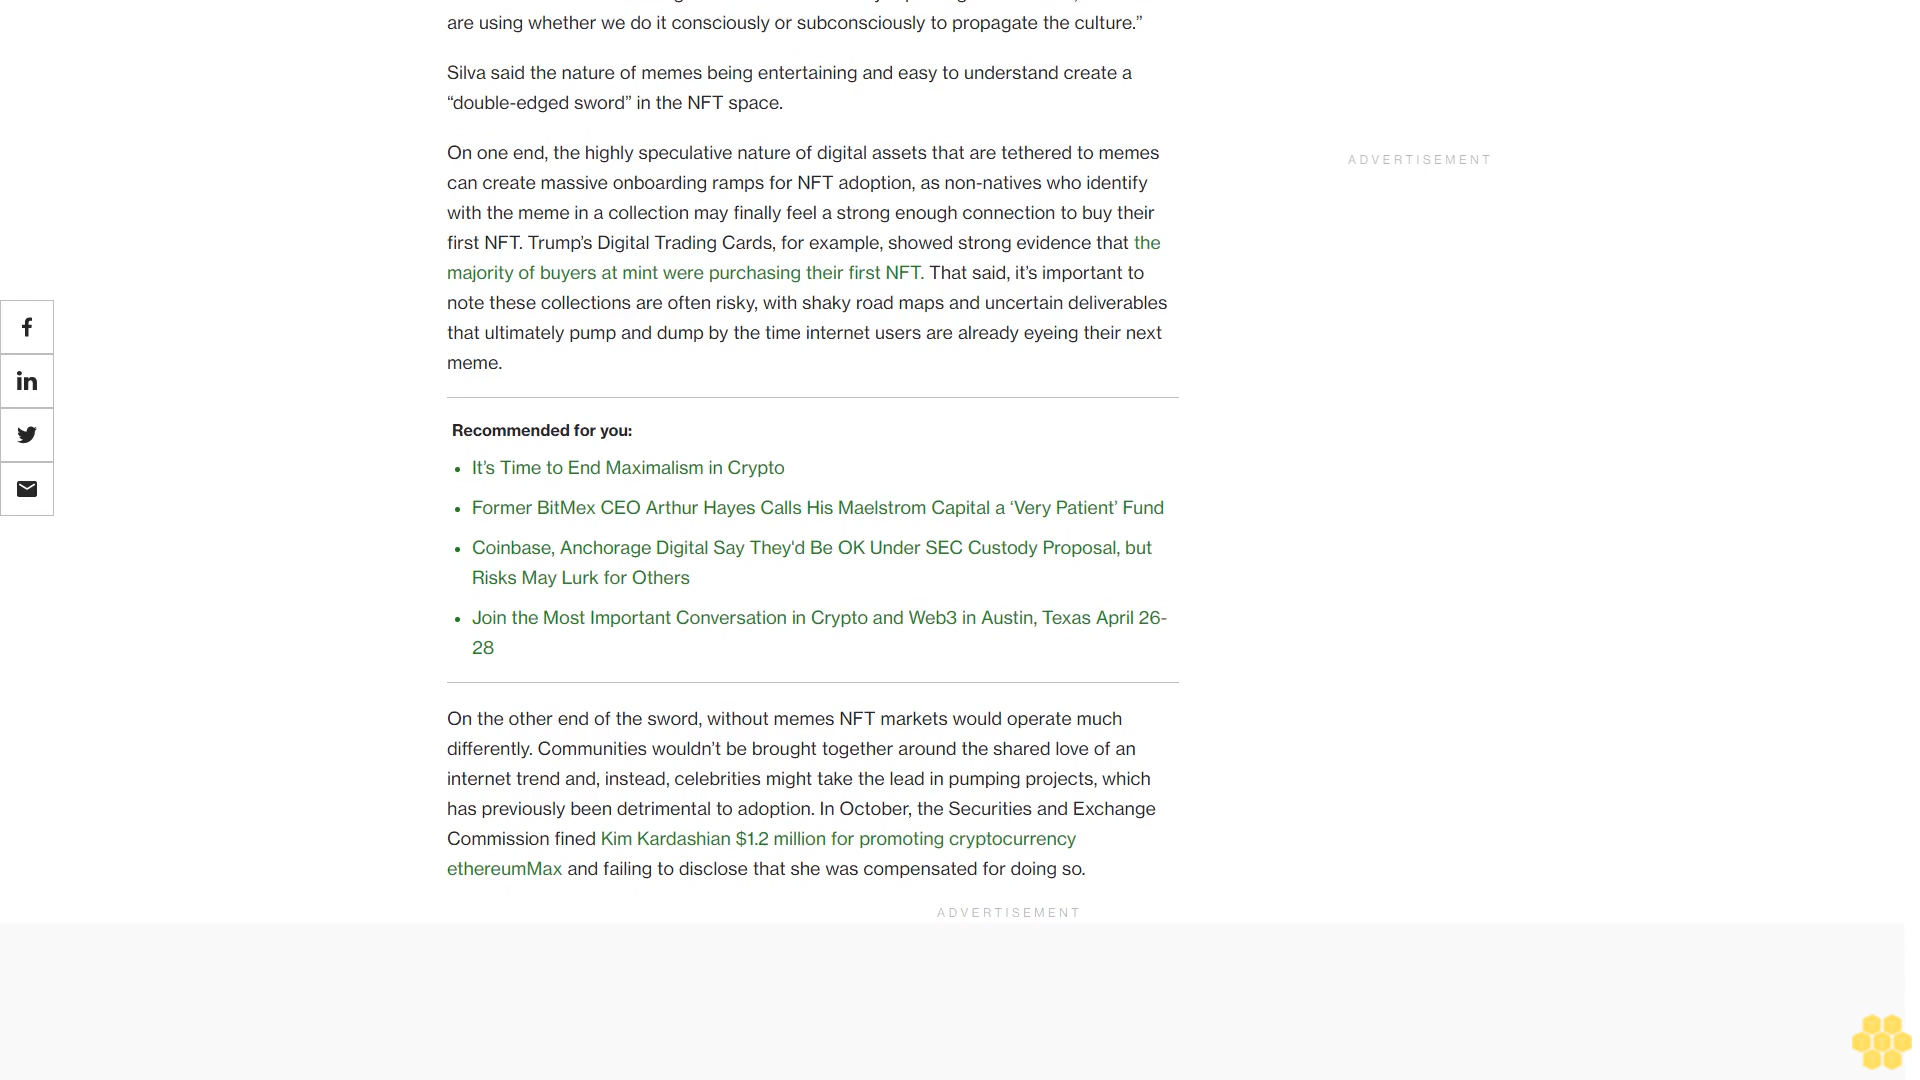 are using whether we do it consciously or subconsciously to propagate the culture.”
Silva said the nature of memes being entertaining and easy to understand create a
“double-edged sword” in the NFT space.
On one end, the highly speculative nature of digital assets that are tethered to memes
can create massive onboarding ramps for NFT adoption, as non-natives who identify
with the meme in a collection may finally feel a strong enough connection to buy their
first NFT. Trump’s Digital Trading Cards, for example, showed strong evidence that the
majority of buyers at mint were purchasing their first NFT. That said, it’s important to
note these collections are often risky, with shaky road maps and uncertain deliverables
that ultimately pump and dump by the time internet users are already eyeing their next
meme.
ADVERTISEMENT
Recommended for you:
• It’s Time to End Maximalism in Crypto
• Former BitMex CEO Arthur Hayes Calls His Maelstrom Capital a ‘Very Patient’ Fund
• Coinbase, Anchorage Digital Say They'd Be OK Under SEC Custody Proposal, but
Risks May Lurk for Others
• Join the Most Important Conversation in Crypto and Web3 in Austin, Texas April 26-
28
On the other end of the sword, without memes NFT markets would operate much
differently. Communities wouldn’t be brought together around the shared love of an
internet trend and, instead, celebrities might take the lead in pumping projects, which
has previously been detrimental to adoption. In October, the Securities and Exchange
Commission fined Kim Kardashian $1.2 million for promoting cryptocurrency
ethereumMax and failing to disclose that she was compensated for doing so.
ADVERTISEMENT